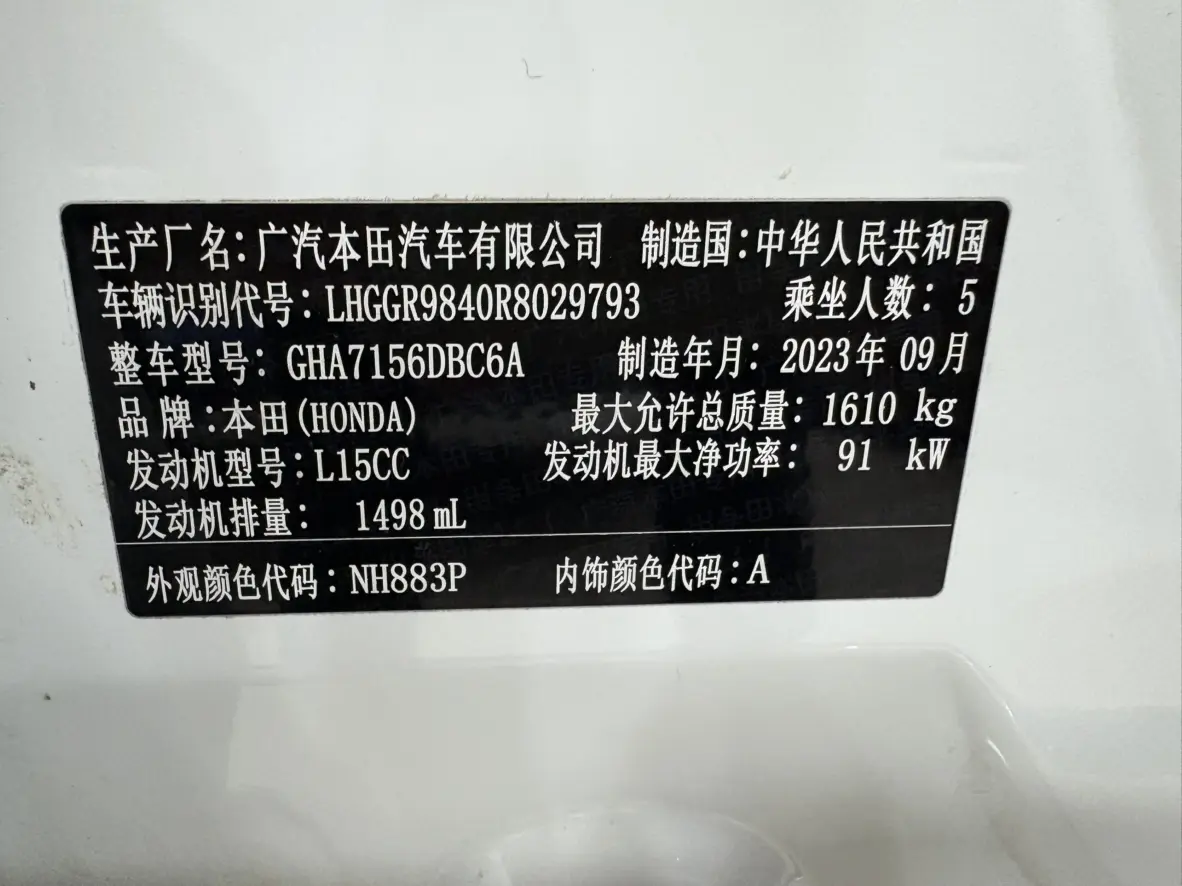 生产厂名:广汽本田汽车有限公司 制造国:中华人民共和国
车辆识别代号:LHGGR9840R8029793 乘坐人数:5
整车型号:GHA7156DBC6A 制造年月:2023年09月
品牌:本田(HONDA) 最大允许总质量:1610 kg
发动机型号:L15CC 发动机最大净功率: 91 kW
发动机排量: 1498 mL
外观颜色代码:NH883P 内饰颜色代码:A